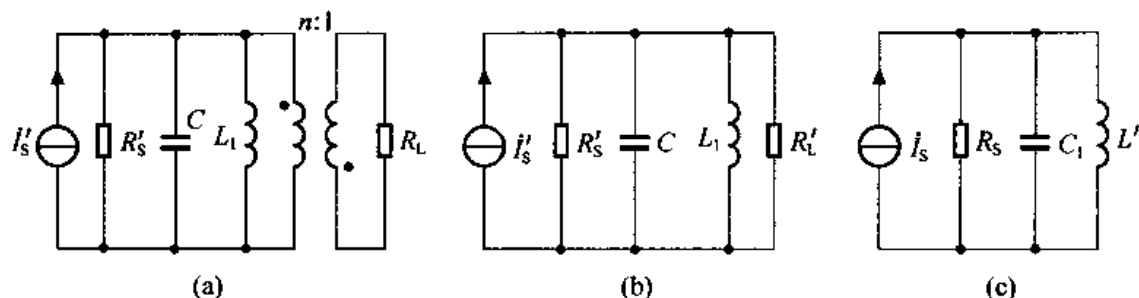 n:1
İ′S R′S C L1 RL
İ′S R′S C L1 R′L
İS RS C1 L′
(a) (b) (c)